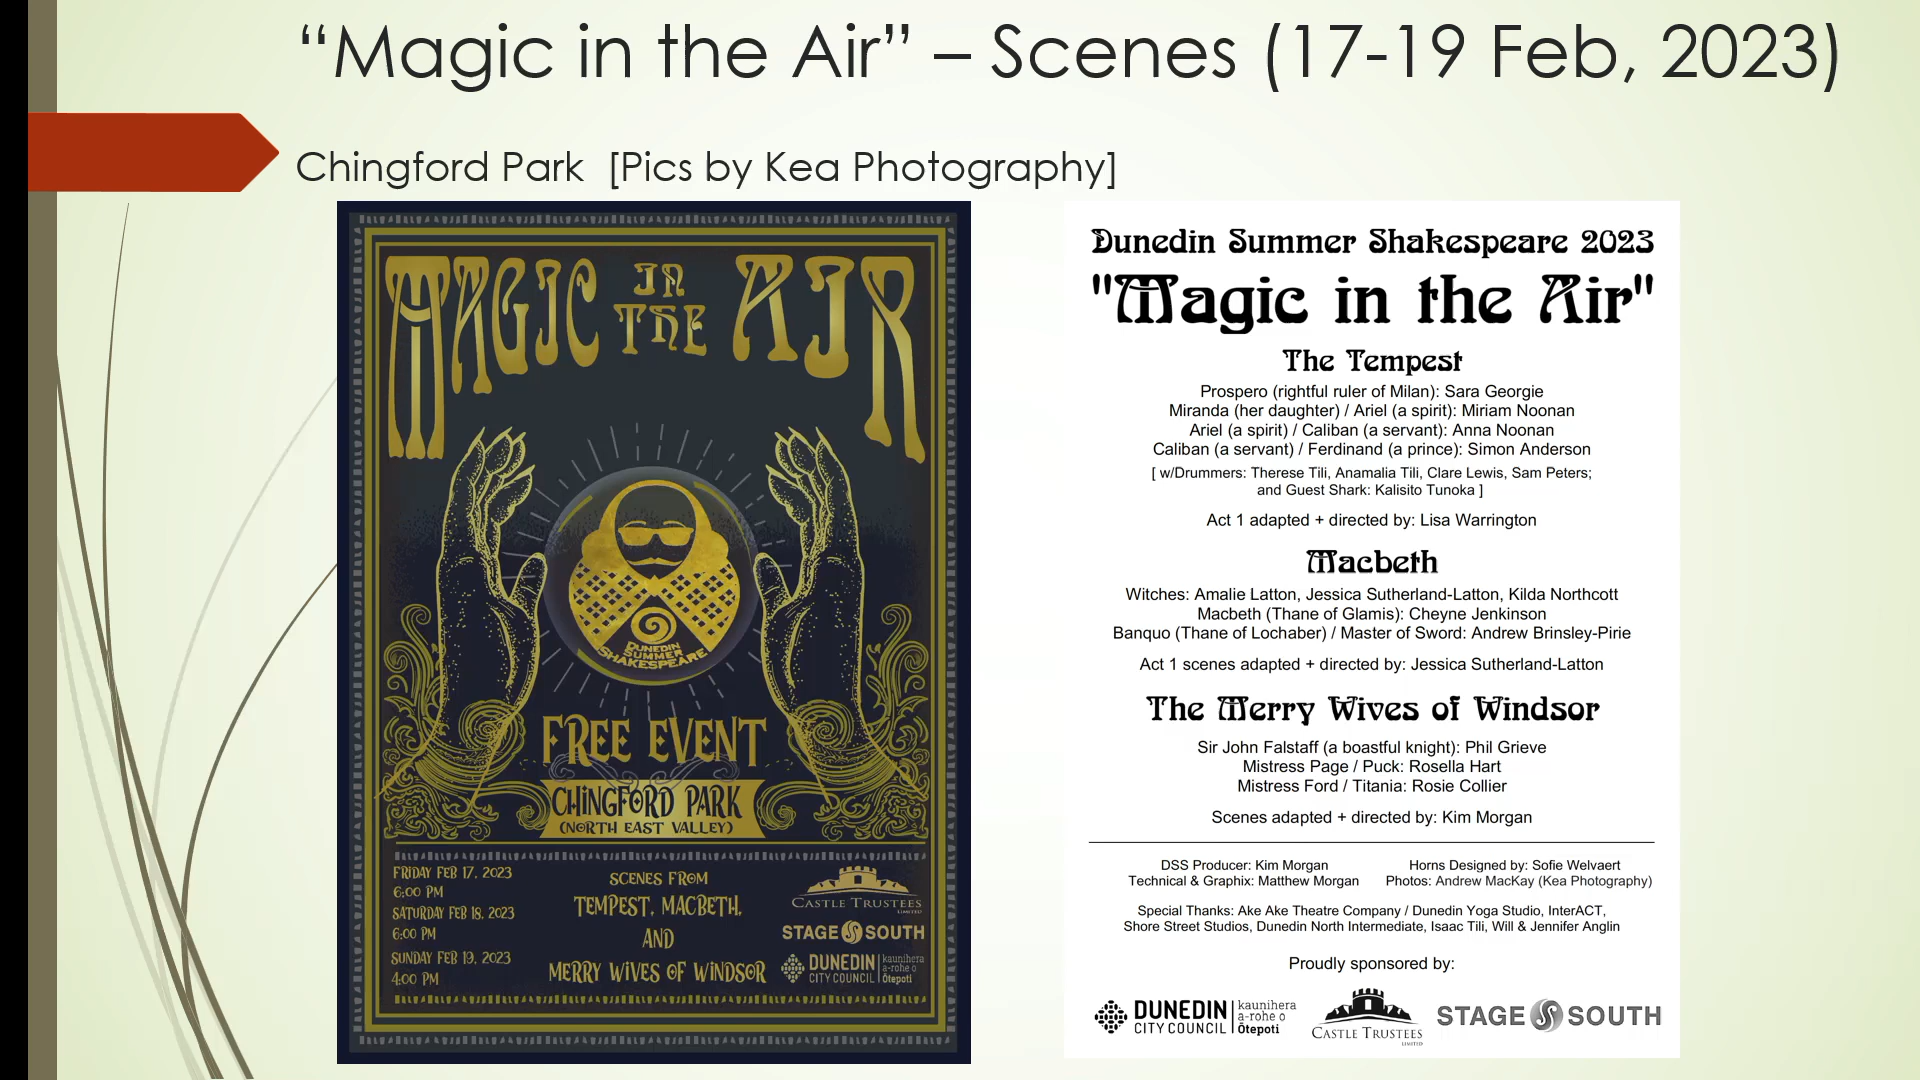 “Magic in the Air” – Scenes (17-19 Feb, 2023)
Chingford Park [Pics by Kea Photography]
MAGIC IN THE AIR
DUNEDIN
SUMMER
SHAKESPEARE
FREE EVENT
CHINGFORD PARK
(NORTH EAST VALLEY)
FRIDAY FEB 17, 2023
6:00 PM
SATURDAY FEB 18, 2023
6:00 PM
SUNDAY FEB 19, 2023
4:00 PM
SCENES FROM
TEMPEST, MACBETH,
AND
MERRY WIVES OF WINDSOR
CASTLE TRUSTEES
LIMITED
STAGE SOUTH
DUNEDIN
CITY COUNCIL
kaunihera
a-rohe o
Ōtepoti
Dunedin Summer Shakespeare 2023
"Magic in the Air"
The Tempest
Prospero (rightful ruler of Milan): Sara Georgie
Miranda (her daughter) / Ariel (a spirit): Miriam Noonan
Ariel (a spirit) / Caliban (a servant): Anna Noonan
Caliban (a servant) / Ferdinand (a prince): Simon Anderson
[ w/Drummers: Therese Tili, Anamalia Tili, Clare Lewis, Sam Peters;
and Guest Shark: Kalisito Tunoka ]
Act 1 adapted + directed by: Lisa Warrington
Macbeth
Witches: Amalie Latton, Jessica Sutherland-Latton, Kilda Northcott
Macbeth (Thane of Glamis): Cheyne Jenkinson
Banquo (Thane of Lochaber) / Master of Sword: Andrew Brinsley-Pirie
Act 1 scenes adapted + directed by: Jessica Sutherland-Latton
The Merry Wives of Windsor
Sir John Falstaff (a boastful knight): Phil Grieve
Mistress Page / Puck: Rosella Hart
Mistress Ford / Titania: Rosie Collier
Scenes adapted + directed by: Kim Morgan
DSS Producer: Kim Morgan
Technical & Graphix: Matthew Morgan
Horns Designed by: Sofie Welvaert
Photos: Andrew MacKay (Kea Photography)
Special Thanks: Ake Ake Theatre Company / Dunedin Yoga Studio, InterACT,
Shore Street Studios, Dunedin North Intermediate, Isaac Tili, Will & Jennifer Anglin
Proudly sponsored by:
DUNEDIN
CITY COUNCIL
kaunihera
a-rohe o
Ōtepoti
CASTLE TRUSTEES
LIMITED
STAGE SOUTH